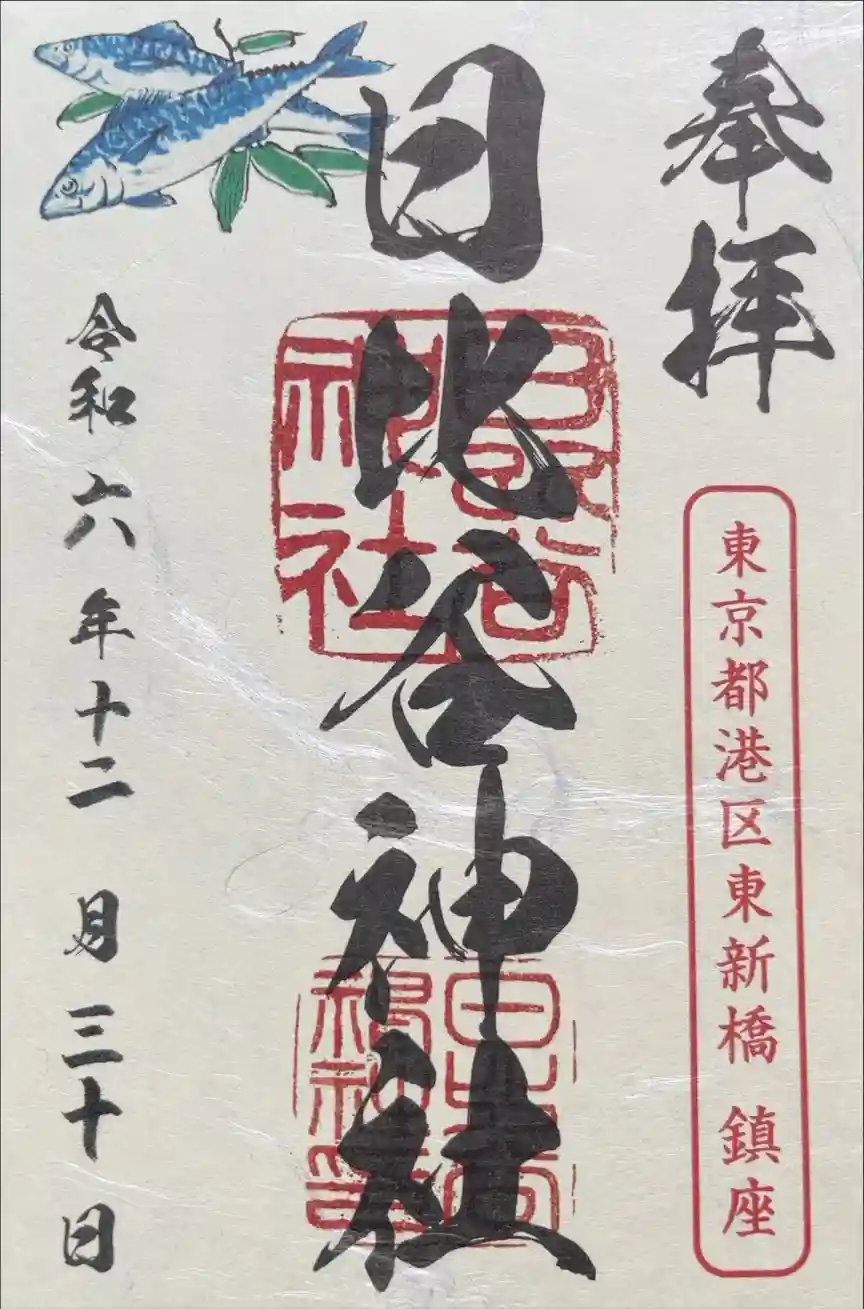 奉拝
東京都港区東新橋 鎮座
日比谷神社
令和六年十二月三十日